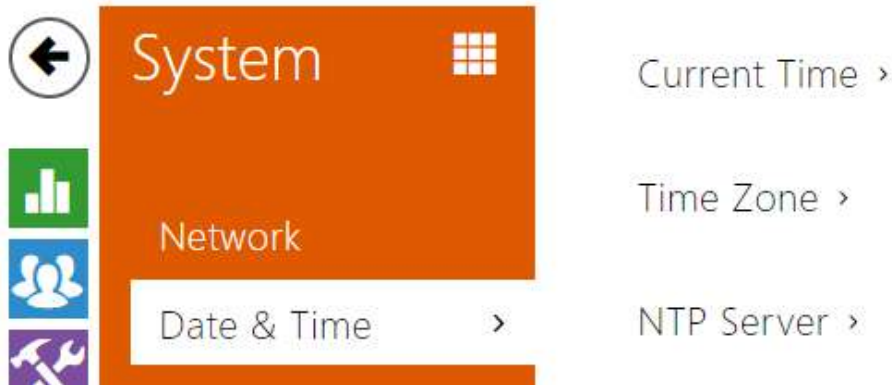 System
Network
Date & Time
Current Time
Time Zone
NTP Server